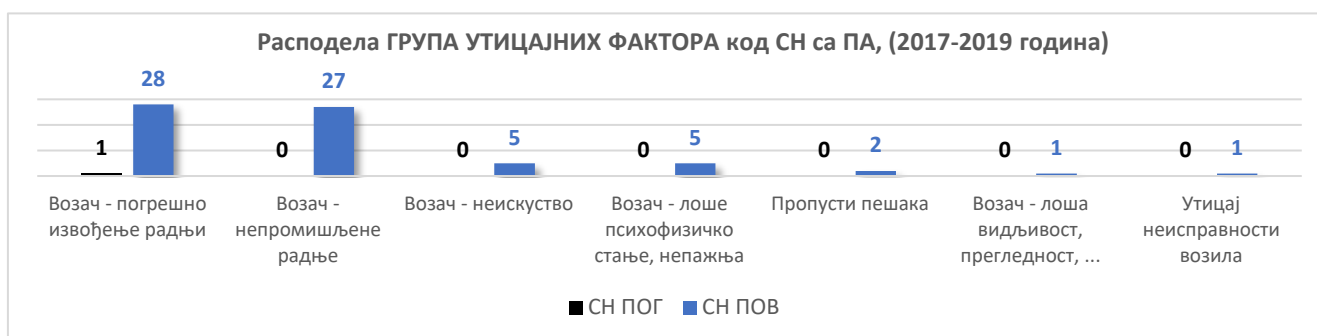 Расподела ГРУПА УТИЦАЈНИХ ФАКТОРА код СН са ПА, (2017-2019 година)
1 28 0 27 0 5 0 5 0 2 0 1 0 1
Возач - погрешно извођење радњи
Возач - непромишљене радње
Возач - неискуство
Возач - лоше психофизичко стање, непажња
Пропусти пешака
Возач - лоша видљивост, прегледност, ...
Утицај неисправности возила
СН ПОГ СН ПОВ